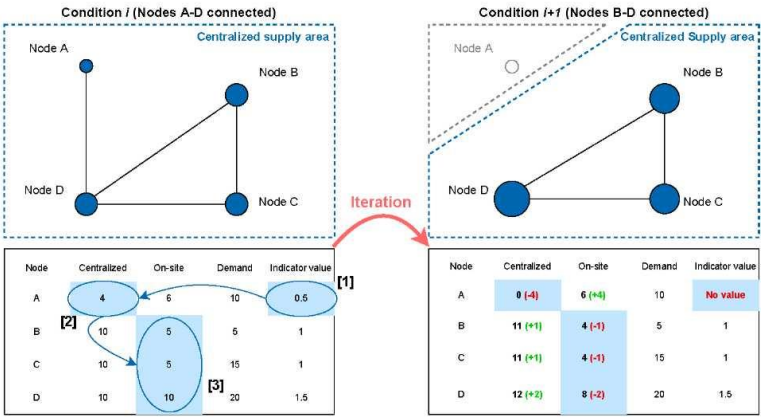 Condition i (Nodes A-D connected)
Centralized supply area
Node A
Node B
Node D
Node C
Iteration
Condition i+1 (Nodes B-D connected)
Centralized Supply area
Node A
Node B
Node D
Node C
Node Centralized On-site Demand Indicator value
A 4 6 10 0.5
[1]
[2]
B 10 5 5 1
C 10 5 15 1
[3]
D 10 10 20 1.5
Node Centralized On-site Demand Indicator value
A 0 (-4) 6 (+4) 10 No value
B 11 (+1) 4 (-1) 5 1
C 11 (+1) 4 (-1) 15 1
D 12 (+2) 8 (-2) 20 1.5